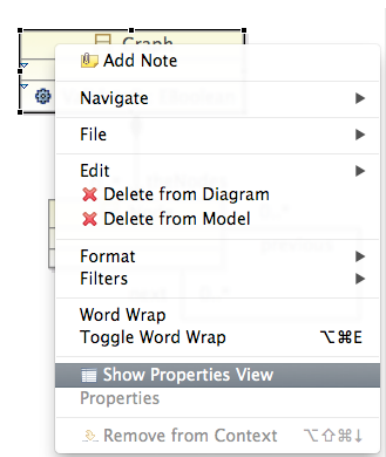 Graph
Add Note
Navigate ▶
File ▶
Edit ▶
Delete from Diagram
Delete from Model
Format ▶
Filters ▶
Word Wrap
Toggle Word Wrap ⌥⌘E
Show Properties View
Properties
Remove from Context ⌥⇧⌘↓